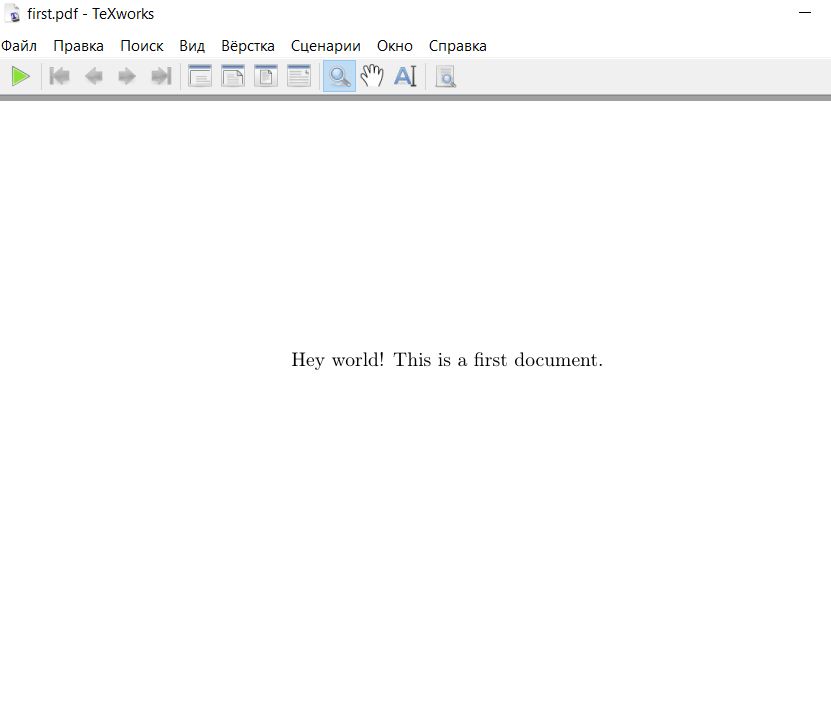 first.pdf - TeXworks
Файл Правка Поиск Вид Вёрстка Сценарии Окно Справка
Hey world! This is a first document.